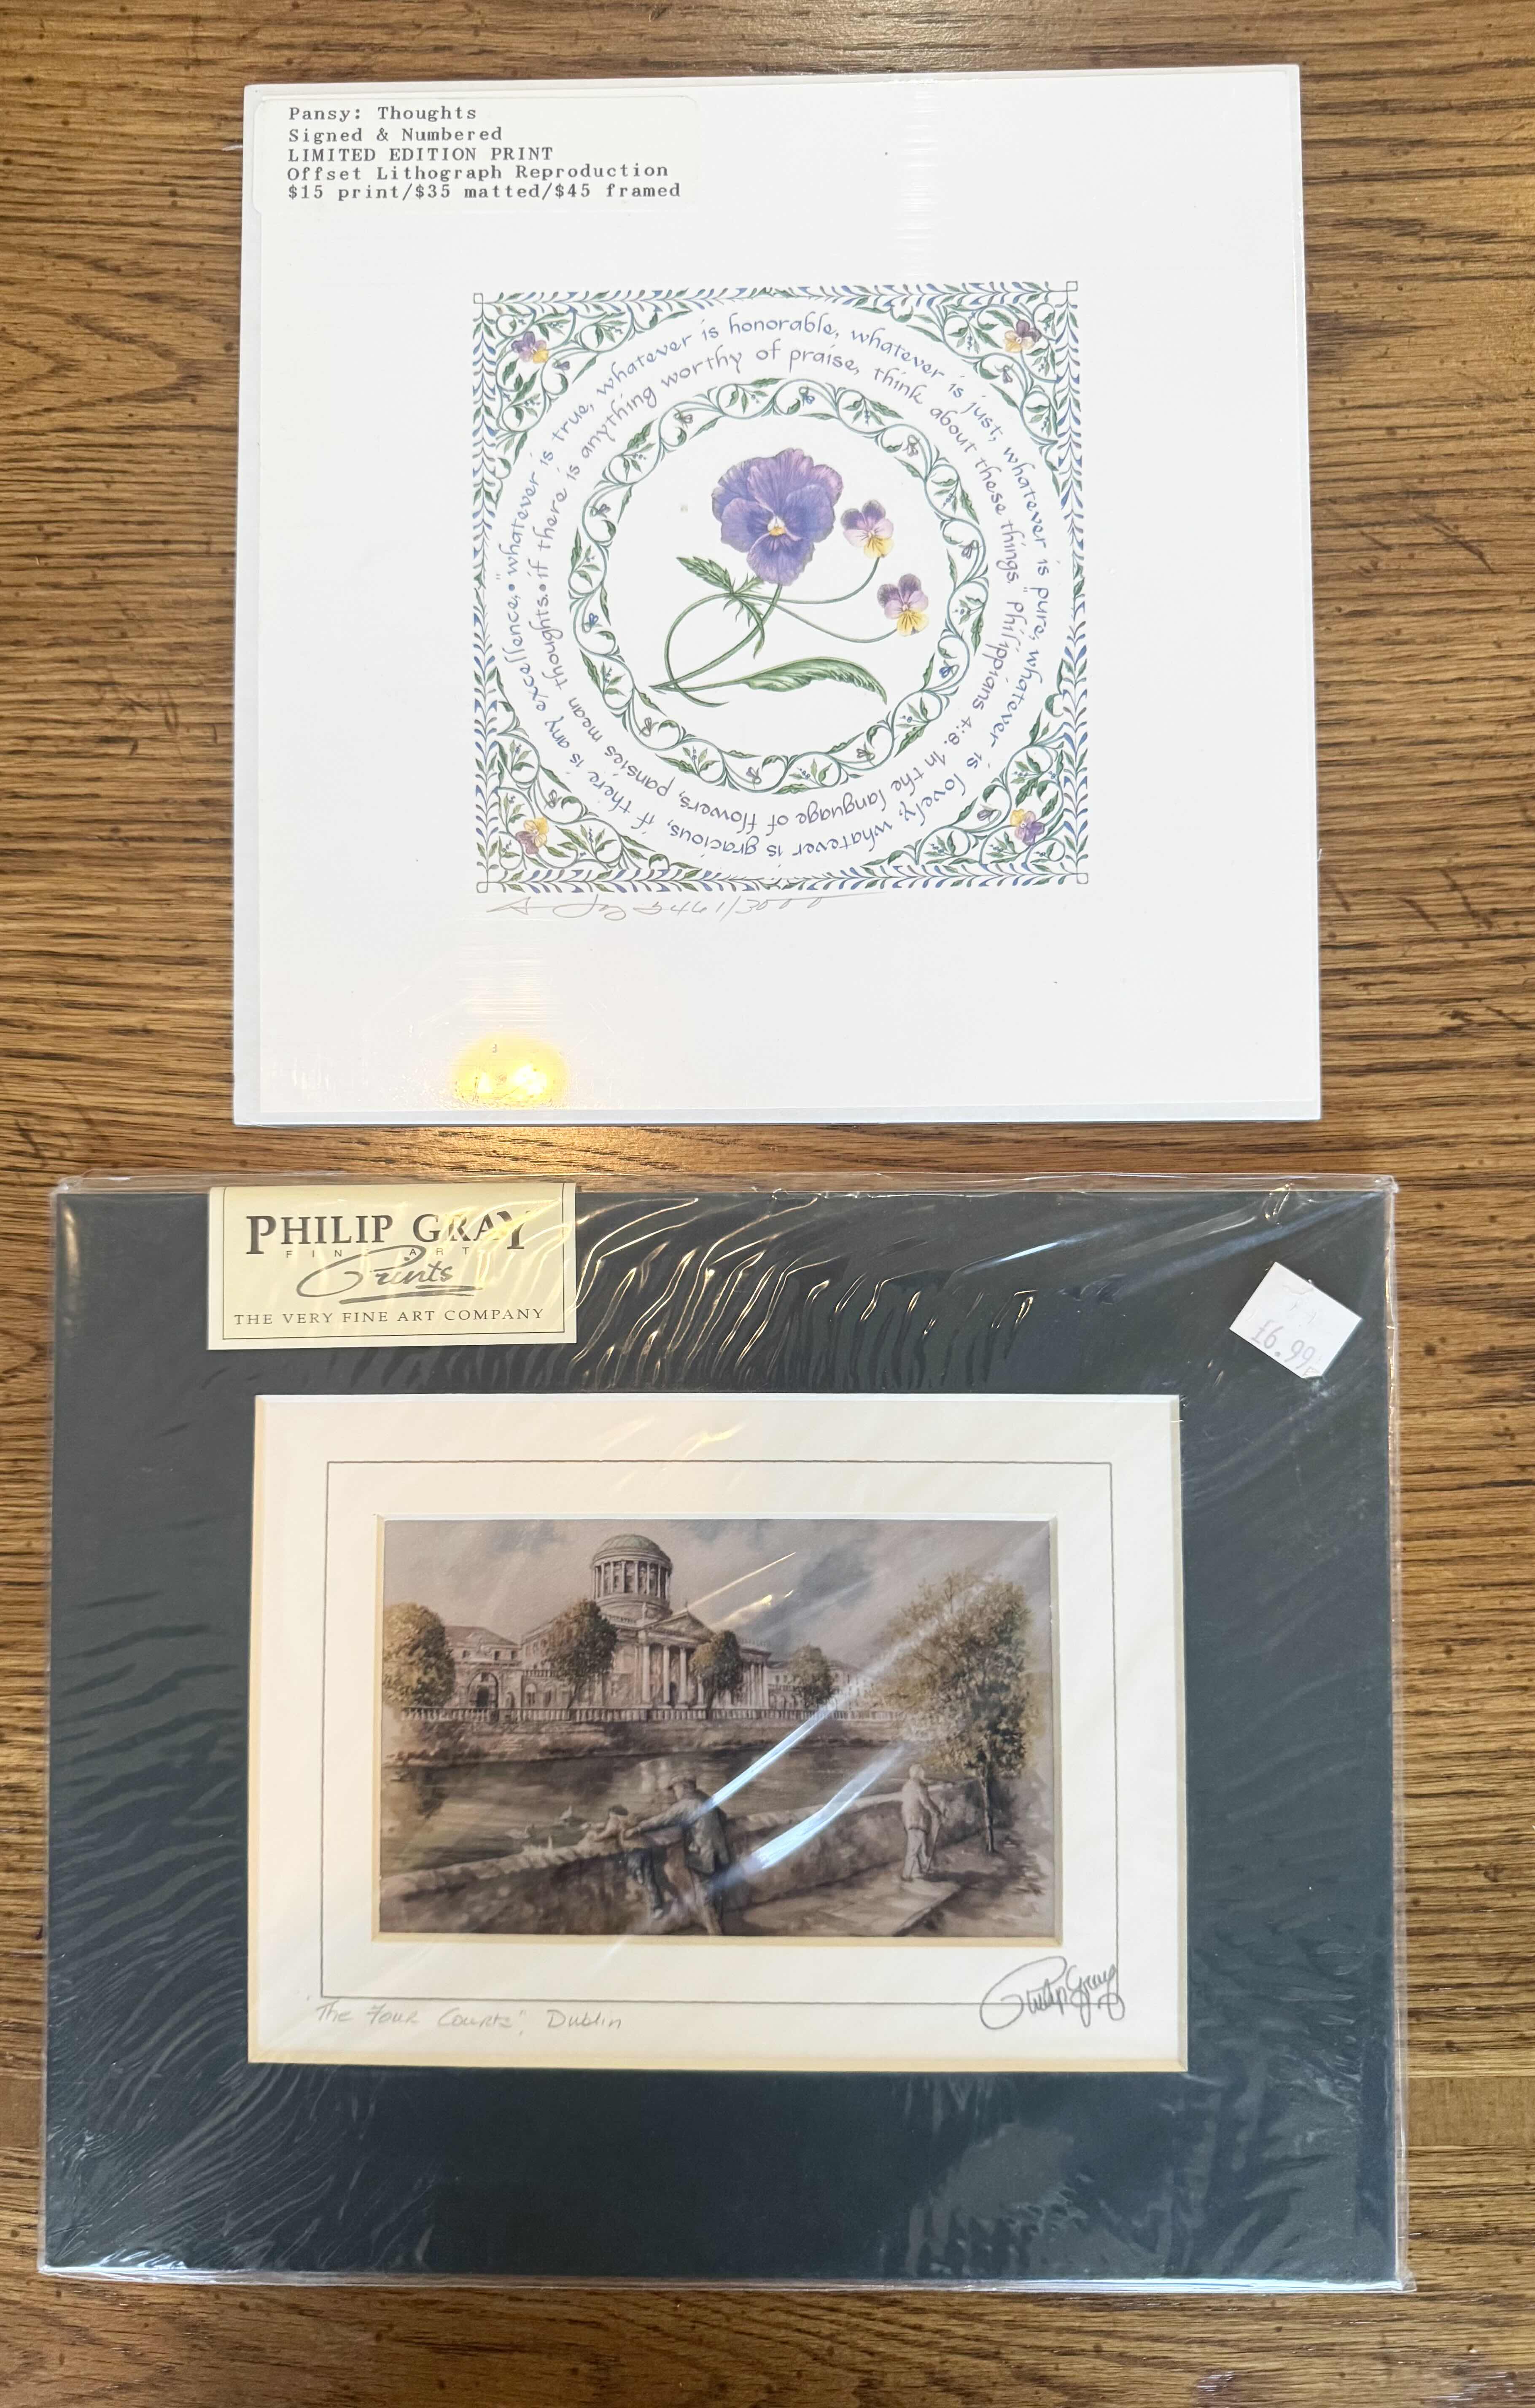 Pansy: Thoughts
Signed & Numbered
LIMITED EDITION PRINT
Offset Lithograph Reproduction
$15 print/$35 matted/$45 framed
"whatever is true, whatever is honorable, whatever is just, whatever is pure, whatever is lovely, whatever is gracious, if there is any excellence,
if there is anything worthy of praise, think about these things." Philippians 4:8. In the language of flowers, pansies mean thoughts.
461/3000
PHILIP GRAY
FINE ART
Prints
THE VERY FINE ART COMPANY
£6.99
"The Four Courts", Dublin
Philip Gray